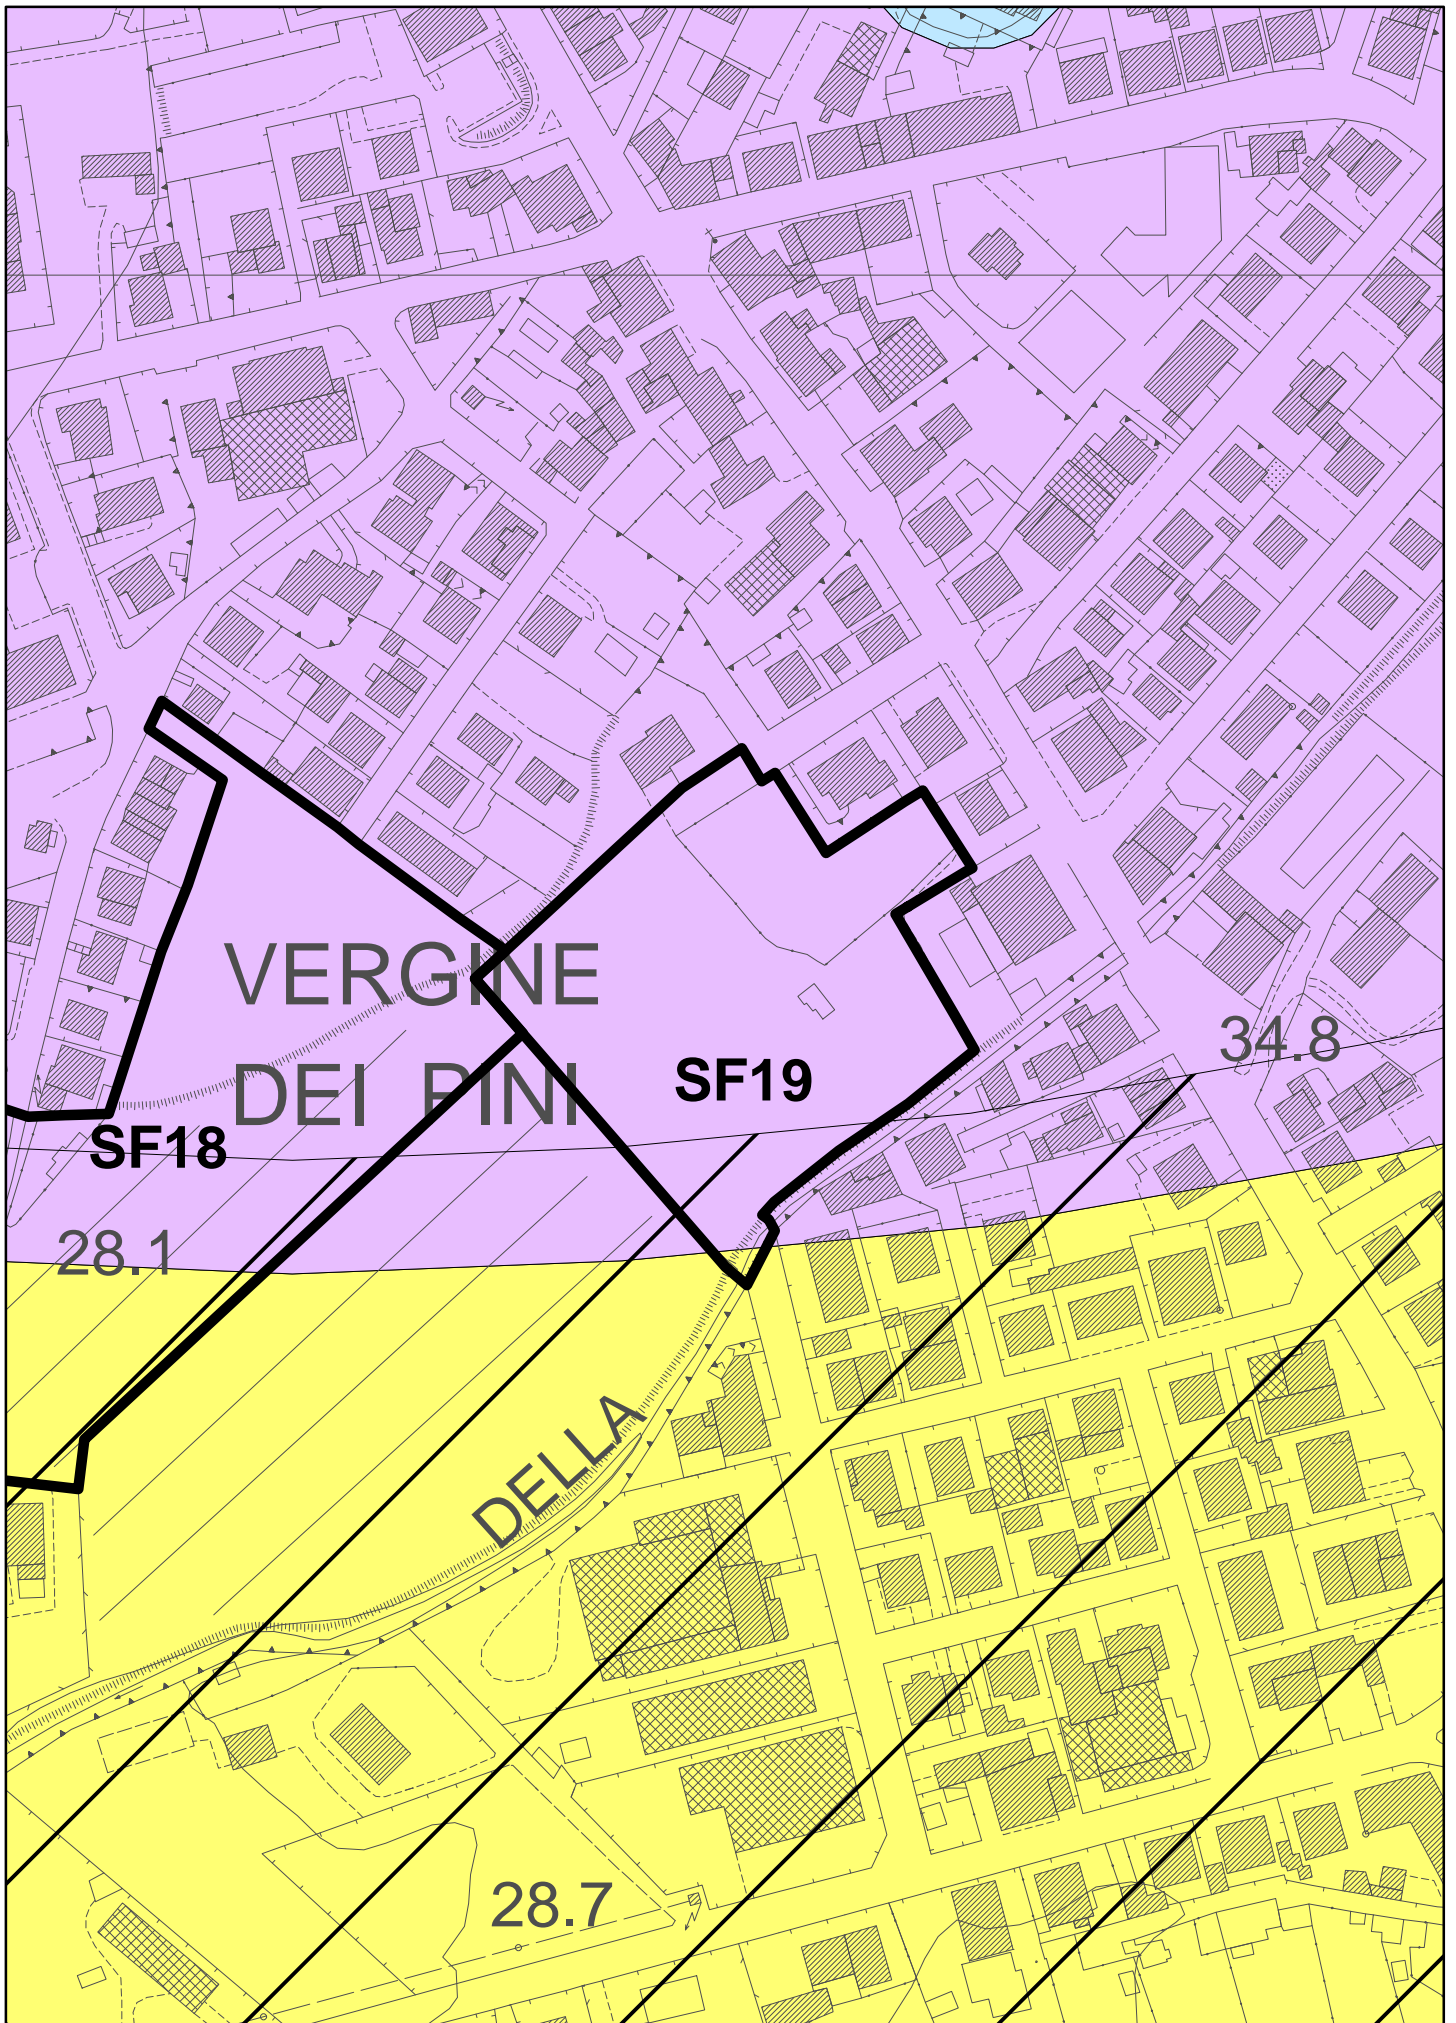 VERGINE
DEI PINI
SF19
34.8
SF18
28.1
DELLA
28.7